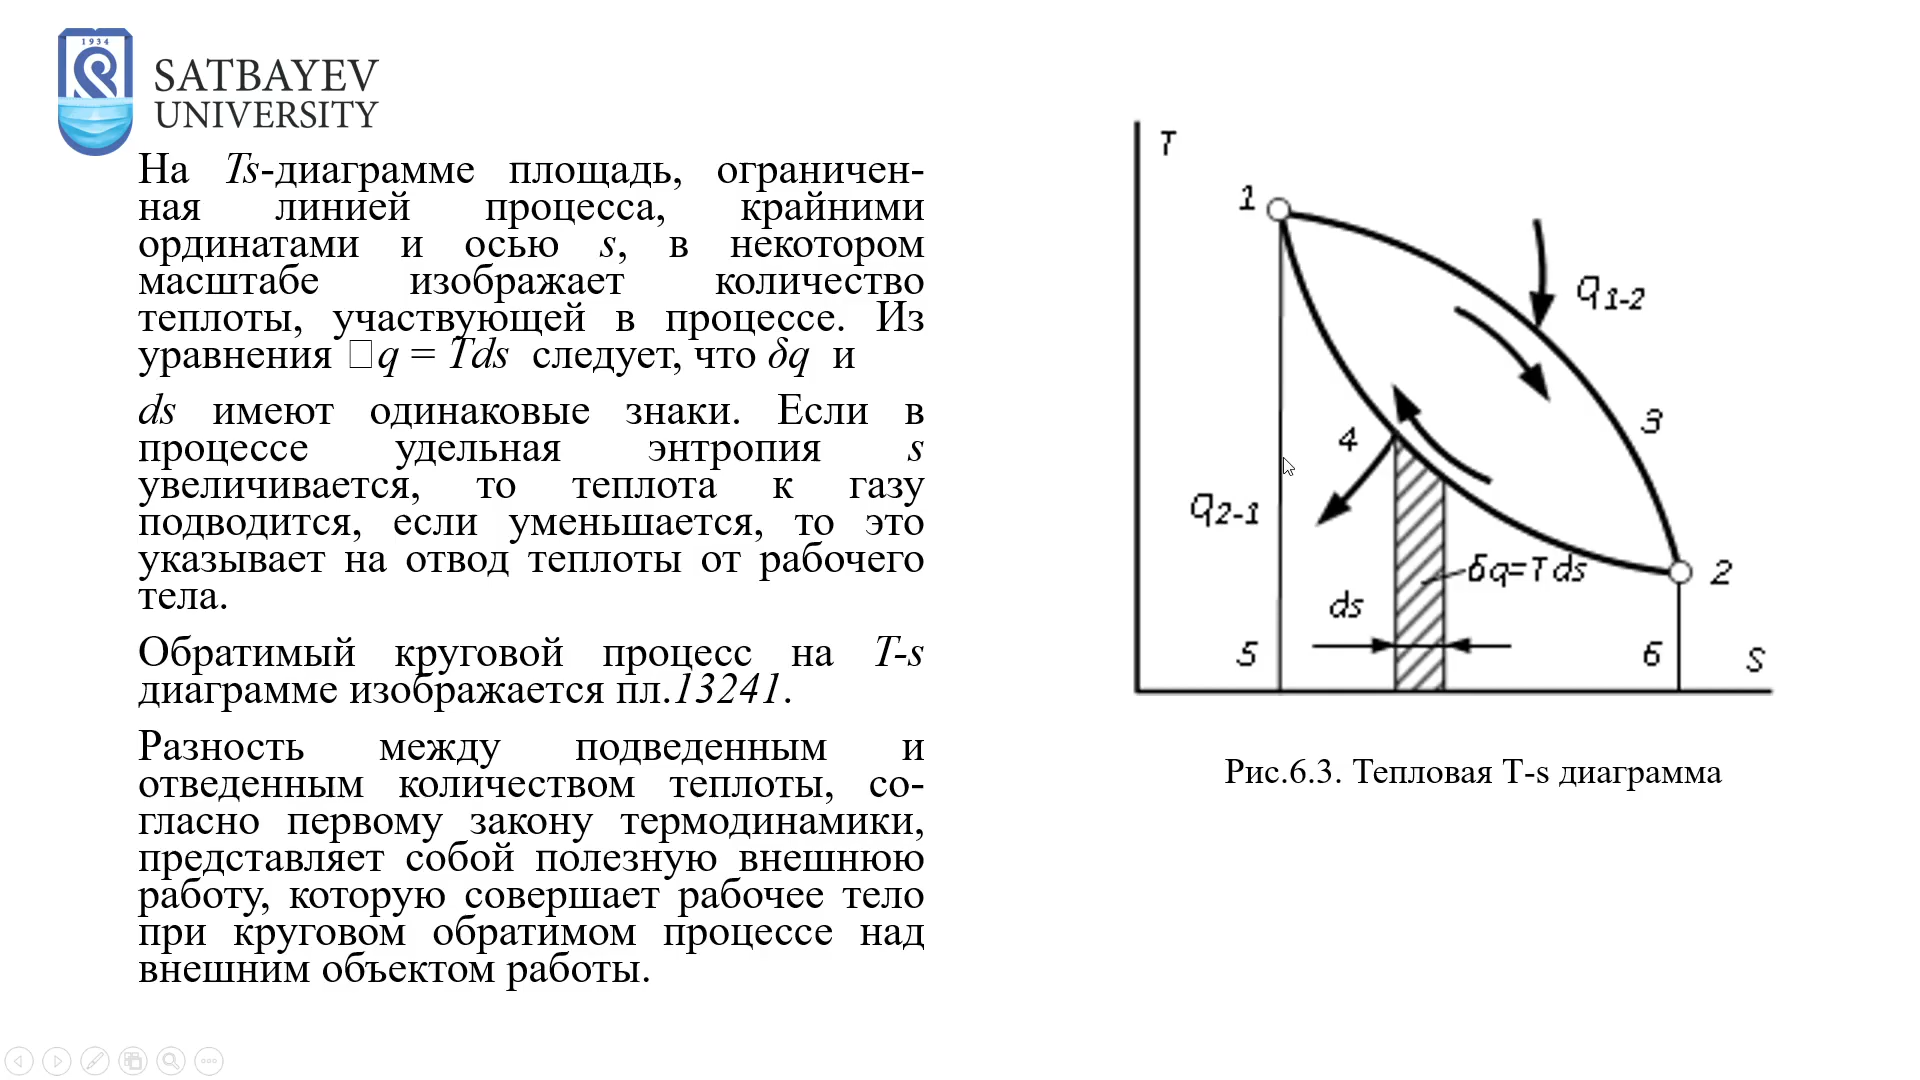 1934
SATBAYEV
UNIVERSITY
На Ts-диаграмме площадь, ограничен-
ная линией процесса, крайними
ординатами и осью s, в некотором
масштабе изображает количество
теплоты, участвующей в процессе. Из
уравнения □q = Tds следует, что δq и
ds имеют одинаковые знаки. Если в
процессе удельная энтропия s
увеличивается, то теплота к газу
подводится, если уменьшается, то это
указывает на отвод теплоты от рабочего
тела.
Обратимый круговой процесс на T-s
диаграмме изображается пл.13241.
Разность между подведенным и
отведенным количеством теплоты, со-
гласно первому закону термодинамики,
представляет собой полезную внешнюю
работу, которую совершает рабочее тело
при круговом обратимом процессе над
внешним объектом работы.
T
1
q1-2
3
4
q2-1
δq=Tds
2
ds
5
6
S
Рис.6.3. Тепловая T-s диаграмма